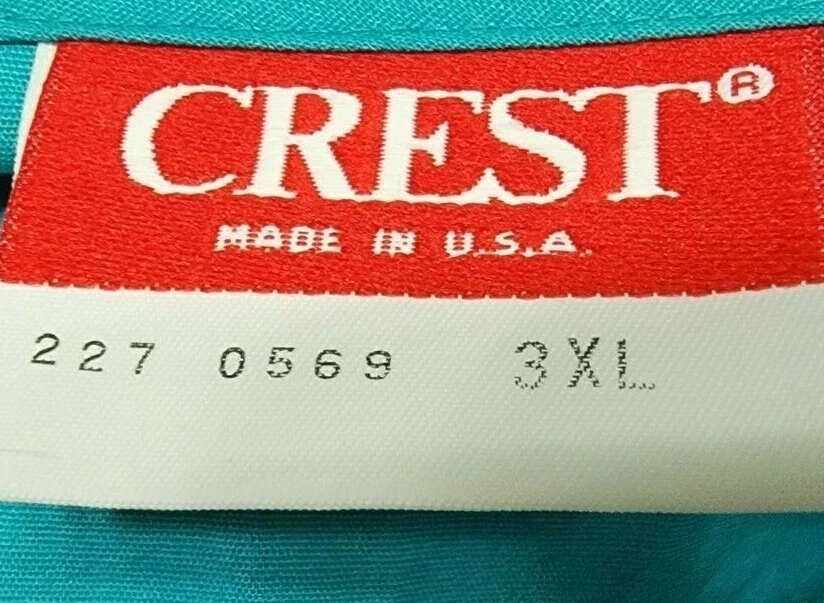 CREST®
MADE IN U.S.A.
227 0569 3XL